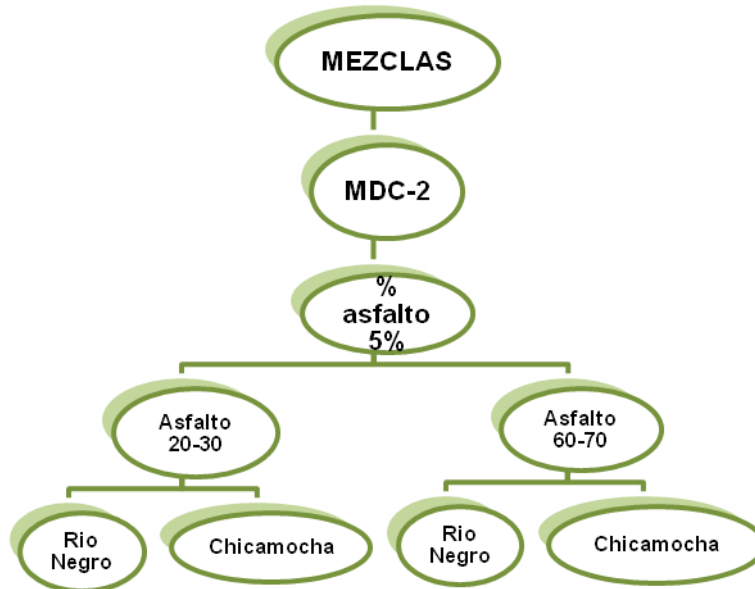 MEZCLAS
MDC-2
%
asfalto
5%
Asfalto
20-30
Asfalto
60-70
Rio
Negro
Chicamocha
Rio
Negro
Chicamocha